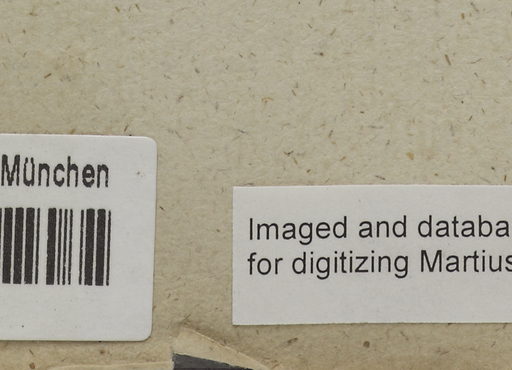 München
Imaged and databa
for digitizing Martius